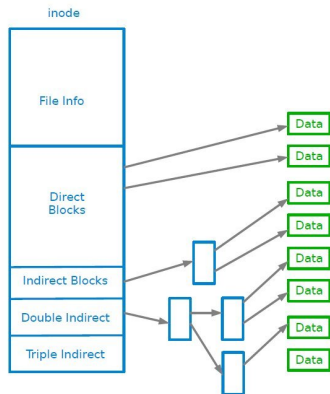 inode
File Info
Direct
Blocks
Indirect Blocks
Double Indirect
Triple Indirect
Data
Data
Data
Data
Data
Data
Data
Data